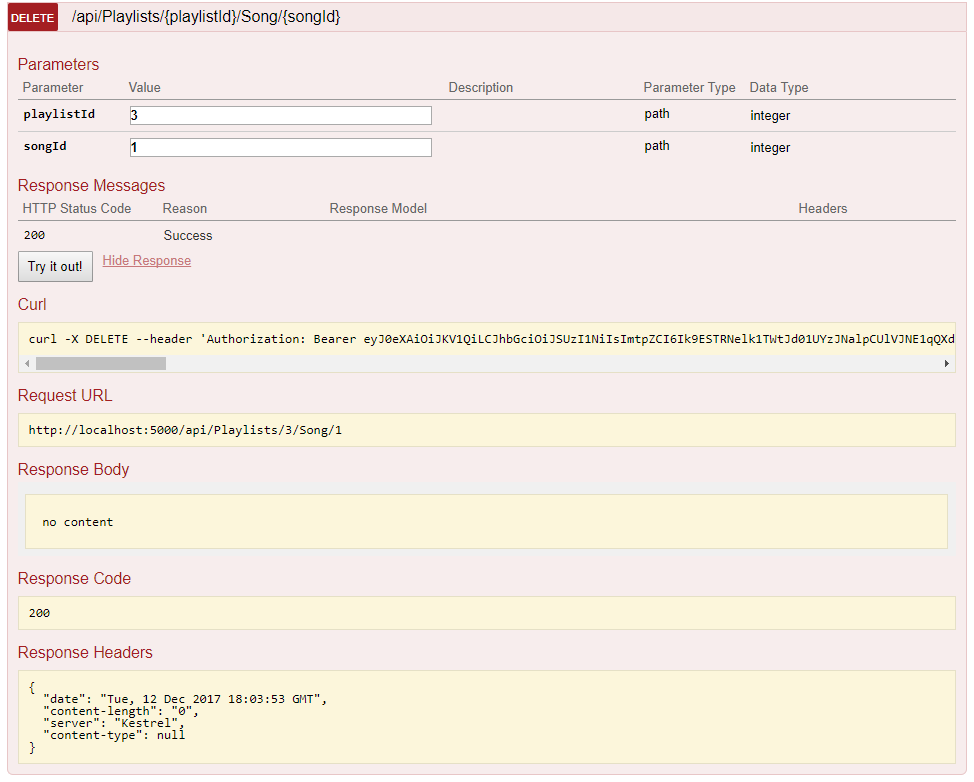 DELETE /api/Playlists/{playlistId}/Song/{songId}
Parameters
Parameter Value Description Parameter Type Data Type
playlistId 3 path integer
songId 1 path integer
Response Messages
HTTP Status Code Reason Response Model Headers
200 Success
Try it out! Hide Response
Curl
curl -X DELETE --header 'Authorization: Bearer eyJ0eXAiOiJKV1QiLCJhbGciOiJSUzI1NiIsImtpZCI6Ik9ESTRNelk1TWtJd01UYzJNalpCUlVJNE1qQXd
Request URL
http://localhost:5000/api/Playlists/3/Song/1
Response Body
no content
Response Code
200
Response Headers
{
"date": "Tue, 12 Dec 2017 18:03:53 GMT",
"content-length": "0",
"server": "Kestrel",
"content-type": null
}